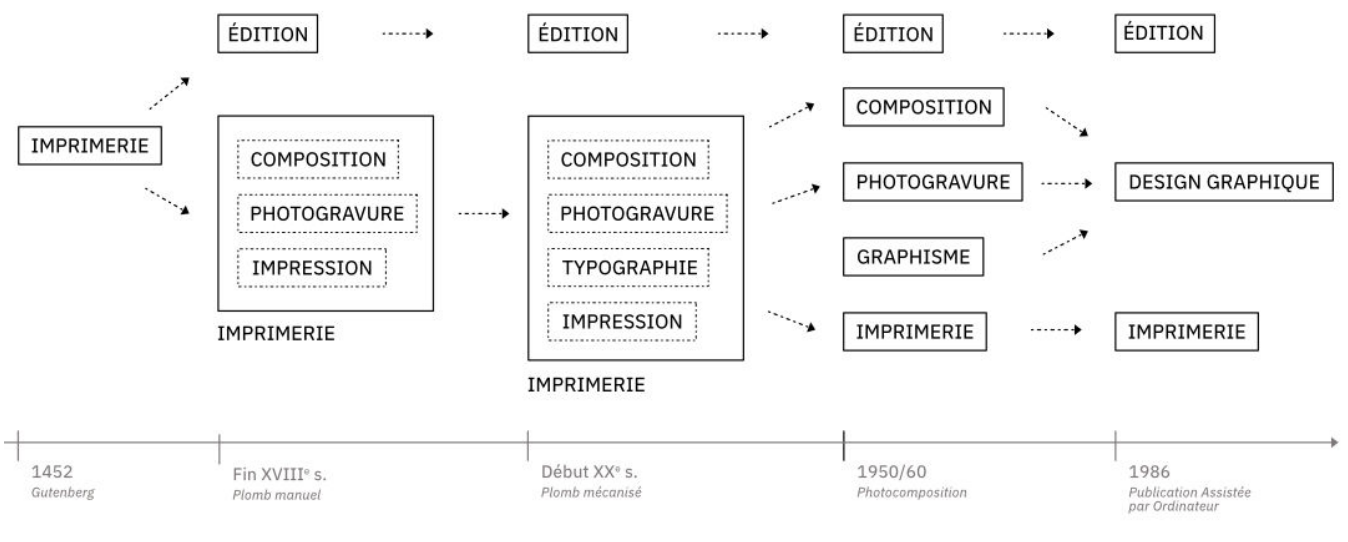 ÉDITION
ÉDITION
ÉDITION
ÉDITION
IMPRIMERIE
COMPOSITION
PHOTOGRAVURE
IMPRESSION
IMPRIMERIE
COMPOSITION
PHOTOGRAVURE
TYPOGRAPHIE
IMPRESSION
IMPRIMERIE
COMPOSITION
PHOTOGRAVURE
GRAPHISME
IMPRIMERIE
DESIGN GRAPHIQUE
IMPRIMERIE
1452
Gutenberg
Fin XVIIIᵉ s.
Plomb manuel
Début XXᵉ s.
Plomb mécanisé
1950/60
Photocomposition
1986
Publication Assistée
par Ordinateur